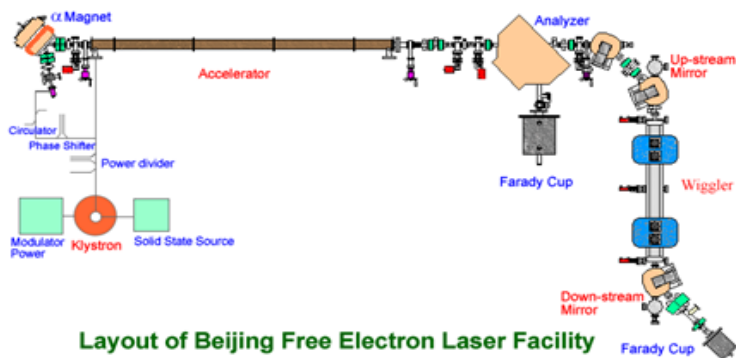 α Magnet
Analyzer
Up-stream
Mirror
Accelerator
Circulator
Phase Shifter
Power divider
Farady Cup
Wiggler
Modulator
Power
Klystron
Solid State Source
Down-stream
Mirror
Layout of Beijing Free Electron Laser Facility
Farady Cup